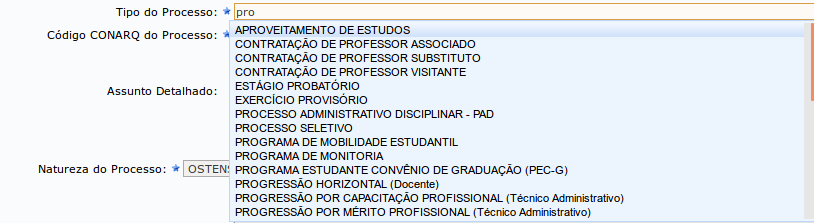 Tipo do Processo: pro
APROVEITAMENTO DE ESTUDOS
Código CONARQ do Processo:
CONTRATAÇÃO DE PROFESSOR ASSOCIADO
CONTRATAÇÃO DE PROFESSOR SUBSTITUTO
CONTRATAÇÃO DE PROFESSOR VISITANTE
ESTÁGIO PROBATÓRIO
Assunto Detalhado:
EXERCÍCIO PROVISÓRIO
PROCESSO ADMINISTRATIVO DISCIPLINAR - PAD
PROCESSO SELETIVO
PROGRAMA DE MOBILIDADE ESTUDANTIL
PROGRAMA DE MONITORIA
Natureza do Processo: OSTENS
PROGRAMA ESTUDANTE CONVÊNIO DE GRADUAÇÃO (PEC-G)
PROGRESSÃO HORIZONTAL (Docente)
PROGRESSÃO POR CAPACITAÇÃO PROFISSIONAL (Técnico Administrativo)
PROGRESSÃO POR MÉRITO PROFISSIONAL (Técnico Administrativo)